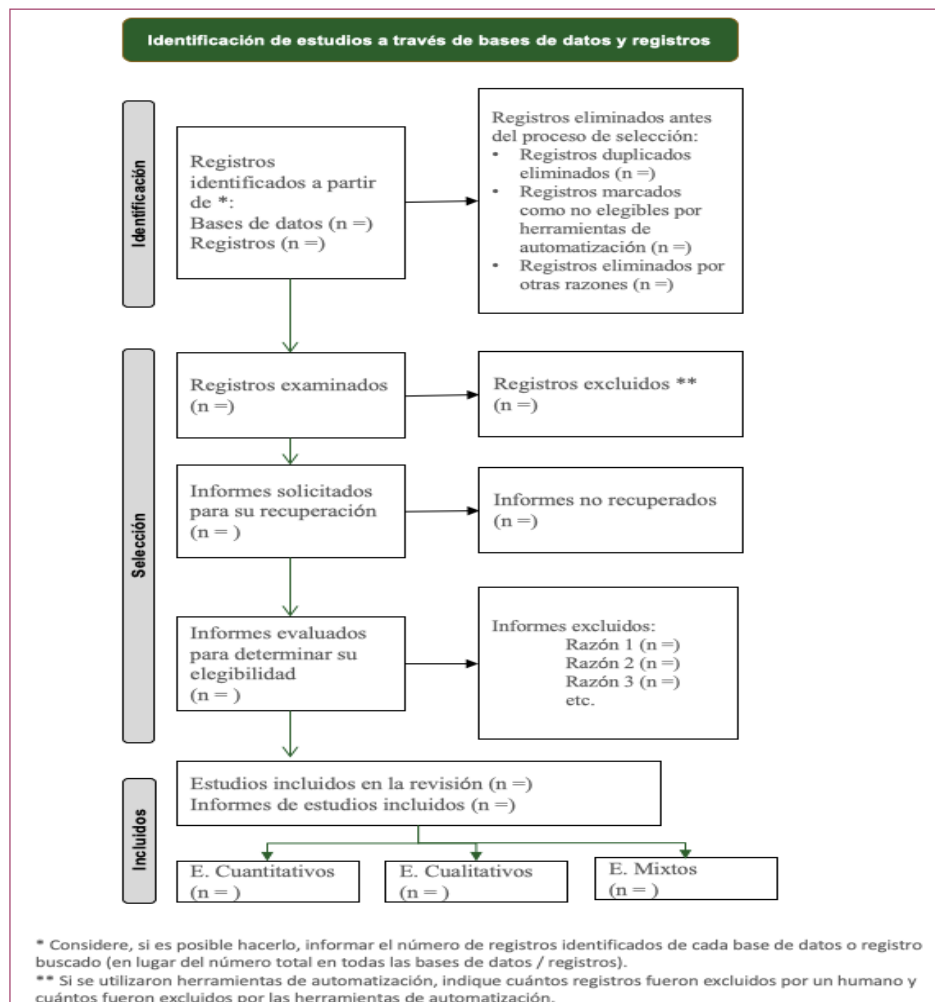 Identificación de estudios a través de bases de datos y registros
Identificación
Registros
identificados a partir
de *:
Bases de datos (n =)
Registros (n =)
Registros eliminados antes
del proceso de selección:
• Registros duplicados
eliminados (n =)
• Registros marcados
como no elegibles por
herramientas de
automatización (n =)
• Registros eliminados por
otras razones (n =)
Selección
Registros examinados
(n =)
Registros excluidos **
(n =)
Informes solicitados
para su recuperación
(n = )
Informes no recuperados
(n =)
Informes evaluados
para determinar su
elegibilidad
(n = )
Informes excluidos:
Razón 1 (n =)
Razón 2 (n =)
Razón 3 (n =)
etc.
Incluidos
Estudios incluidos en la revisión (n =)
Informes de estudios incluidos (n =)
E. Cuantitativos
(n = )
E. Cualitativos
(n = )
E. Mixtos
(n = )
* Considere, si es posible hacerlo, informar el número de registros identificados de cada base de datos o registro
buscado (en lugar del número total en todas las bases de datos / registros).
** Si se utilizaron herramientas de automatización, indique cuántos registros fueron excluidos por un humano y
cuántos fueron excluidos por las herramientas de automatización.